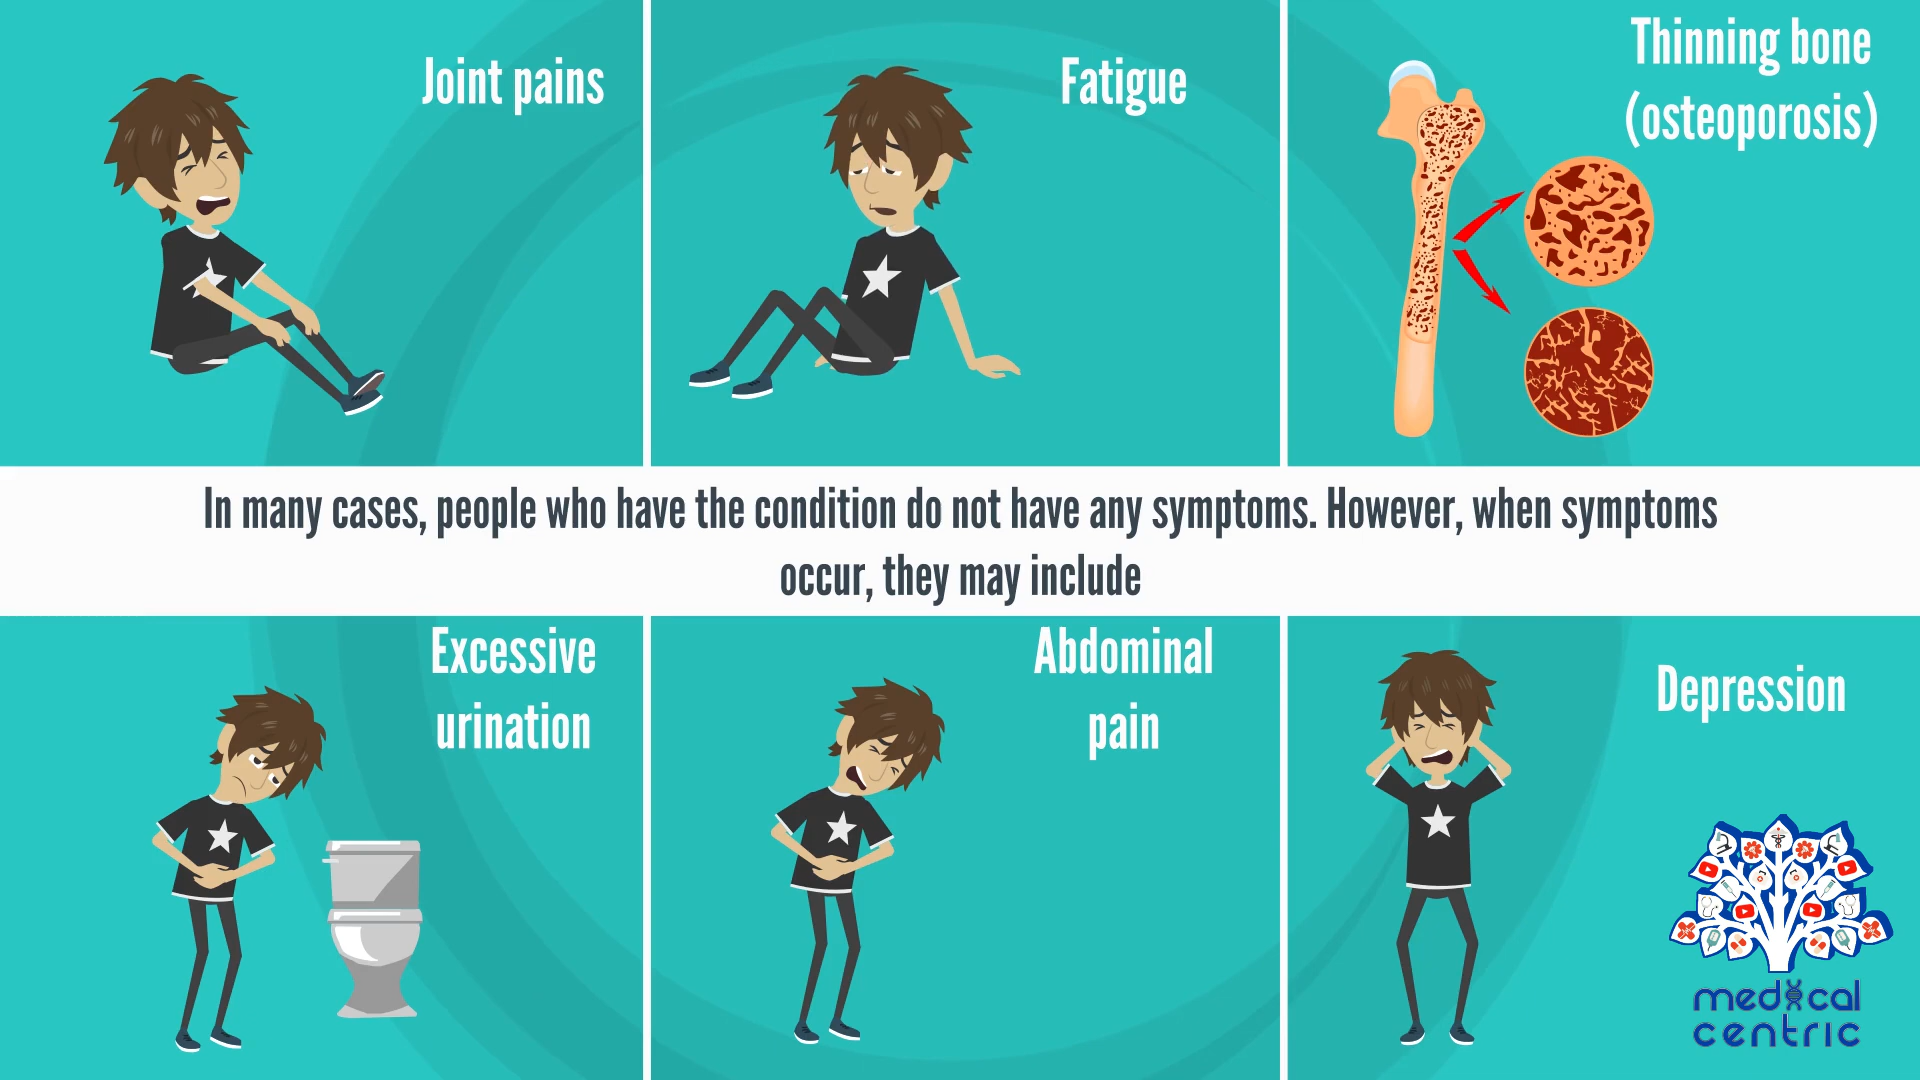 Joint pains
Fatigue
Thinning bone
(osteoporosis)
In many cases, people who have the condition do not have any symptoms. However, when symptoms
occur, they may include
Excessive
urination
Abdominal
pain
Depression
medical
centric